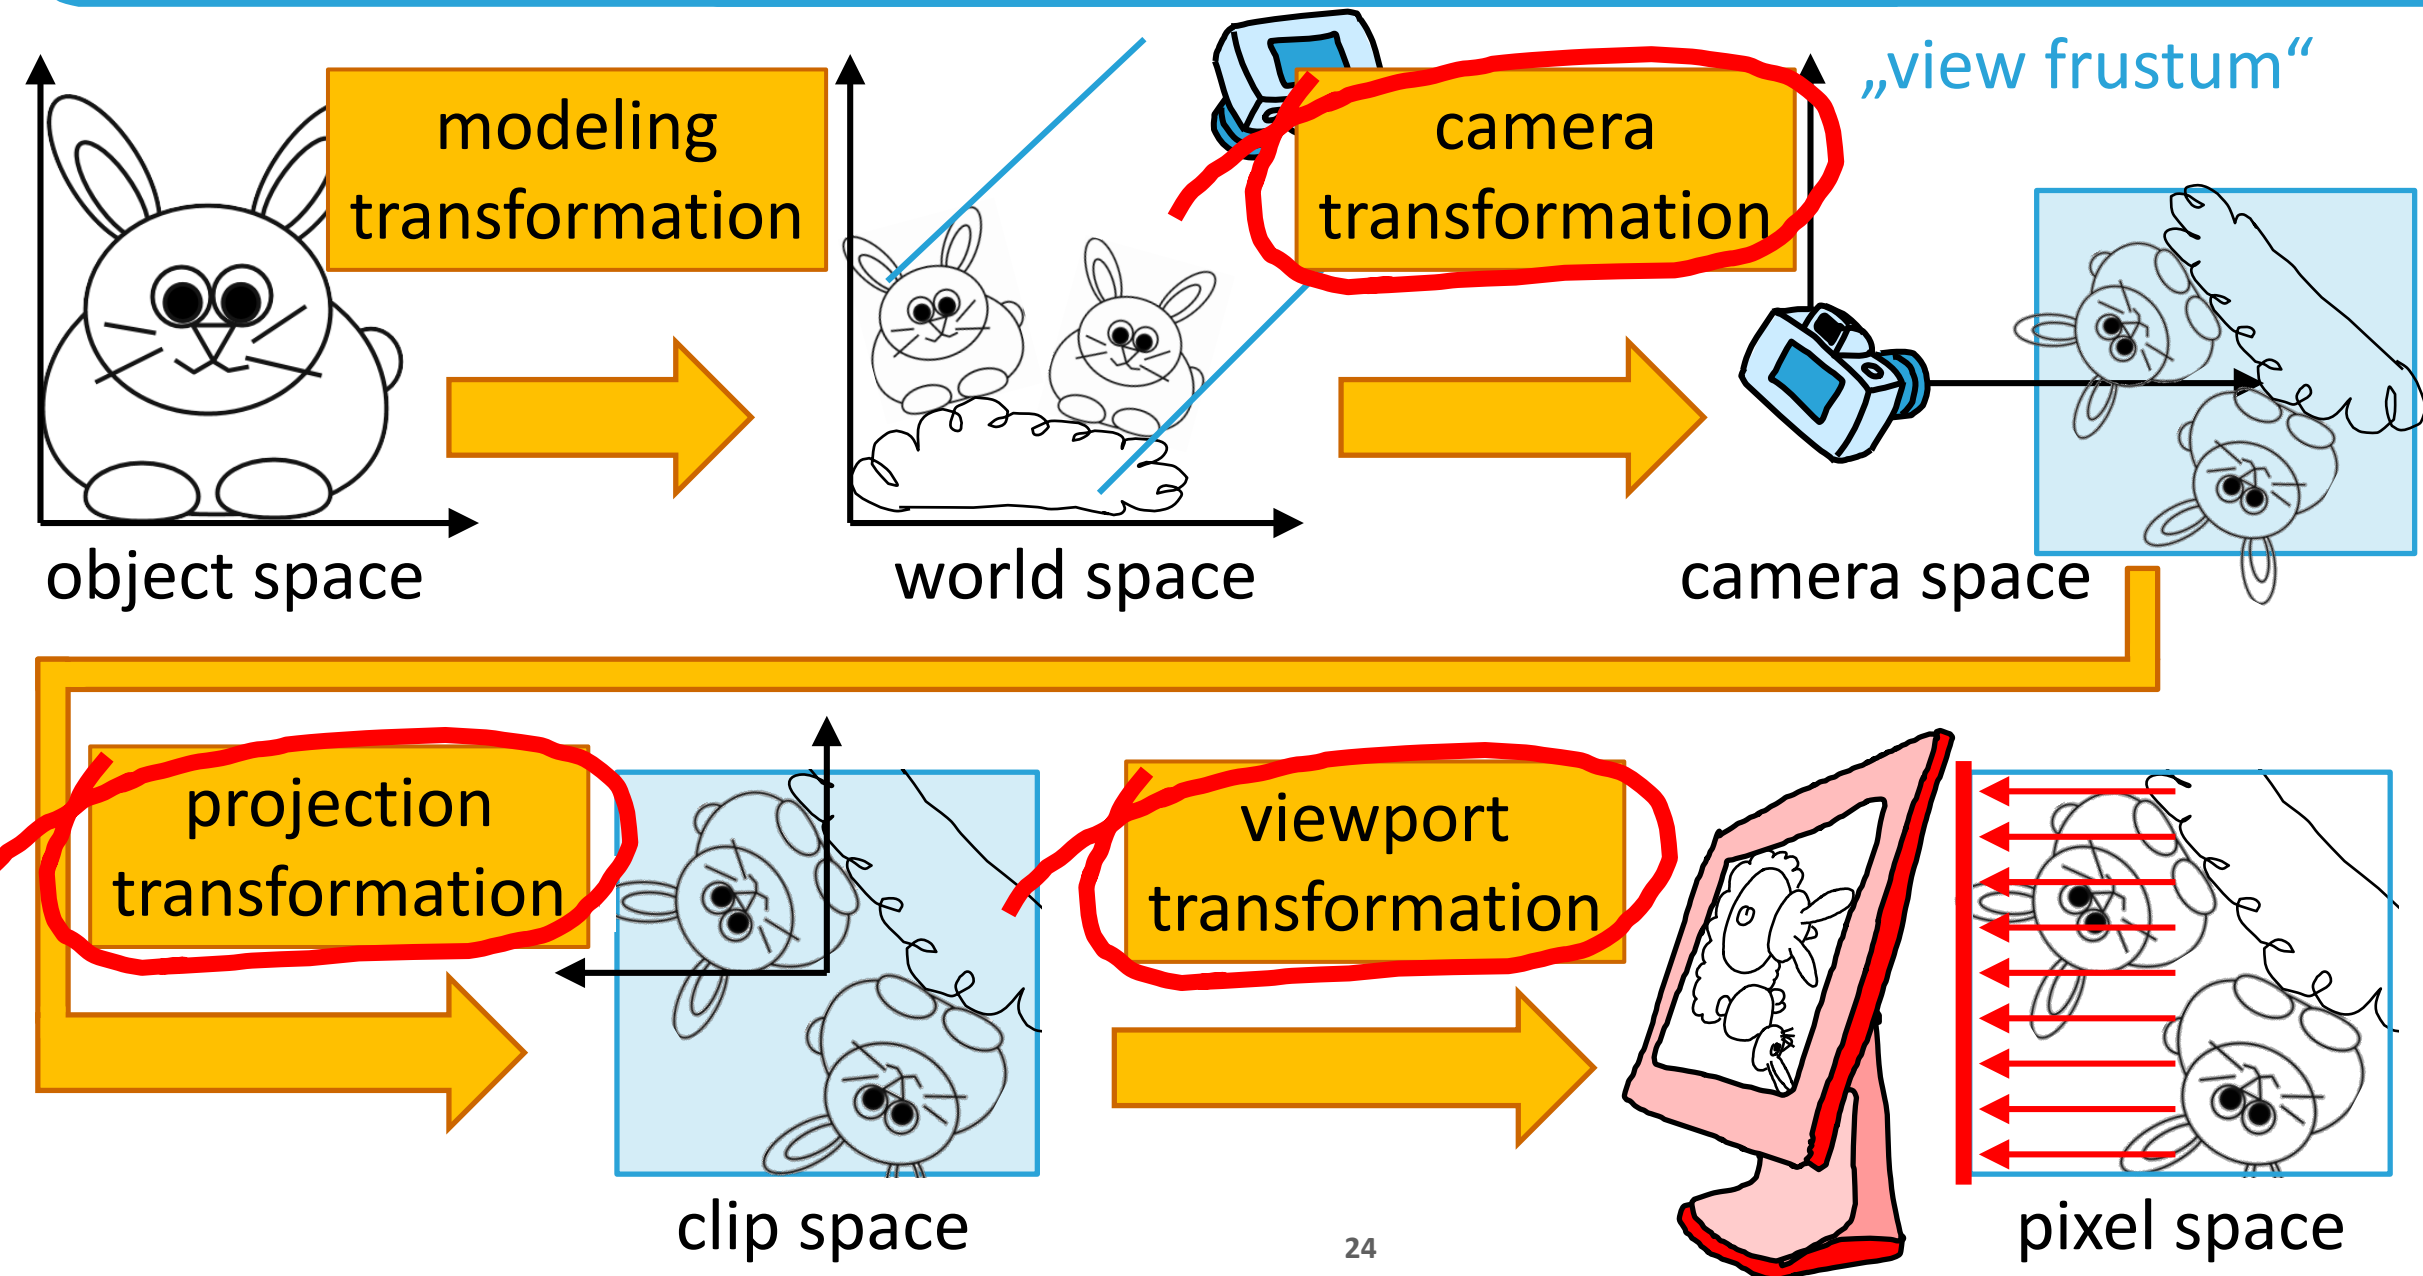 modeling
transformation
camera
transformation
„view frustum“
object space
world space
camera space
projection
transformation
viewport
transformation
clip space
24
pixel space